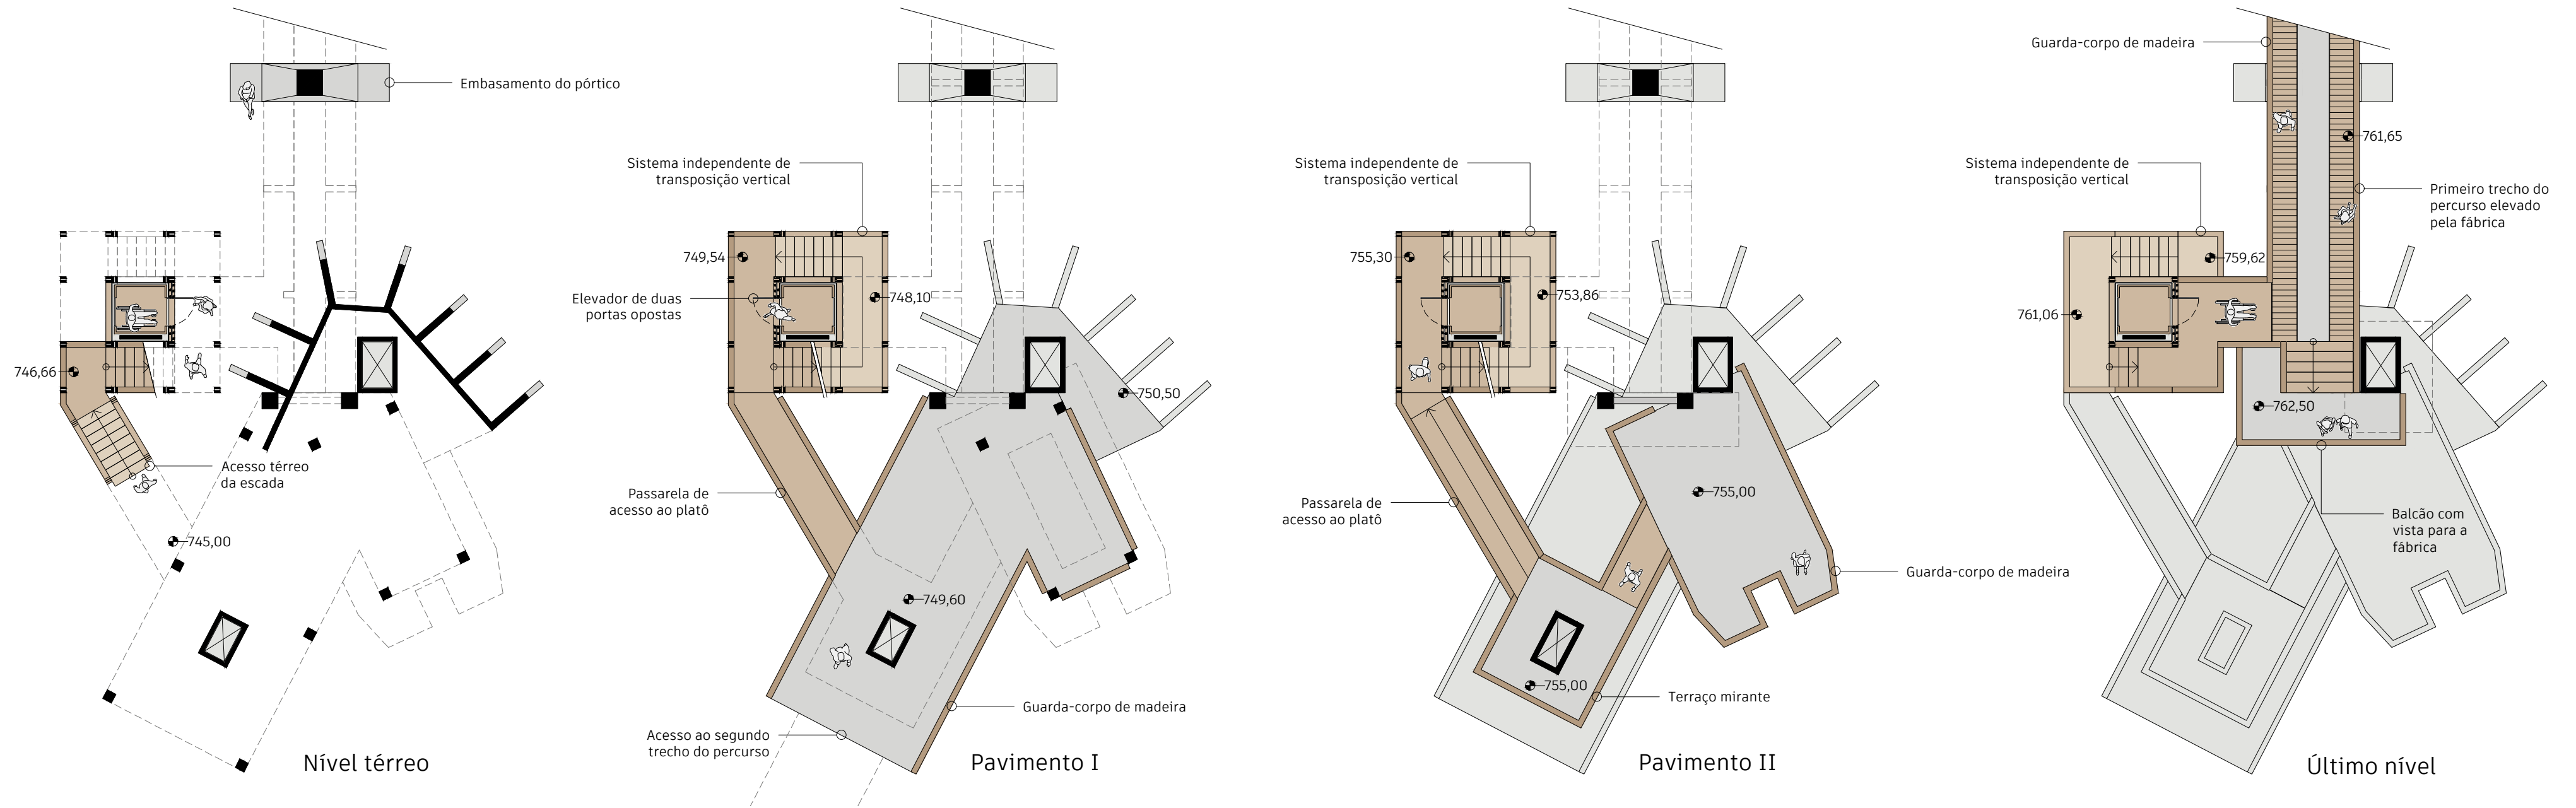 Embasamento do pórtico
746,66
Acesso térreo
da escada
745,00
Nível térreo
Sistema independente de
transposição vertical
749,54
Elevador de duas
portas opostas
748,10
750,50
Passarela de
acesso ao platô
749,60
Guarda-corpo de madeira
Acesso ao segundo
trecho do percurso
Pavimento I
Sistema independente de
transposição vertical
755,30
753,86
Passarela de
acesso ao platô
755,00
Guarda-corpo de madeira
755,00
Terraço mirante
Pavimento II
Guarda-corpo de madeira
761,65
Sistema independente de
transposição vertical
Primeiro trecho do
percurso elevado
pela fábrica
759,62
761,06
762,50
Balcão com
vista para a
fábrica
Último nível